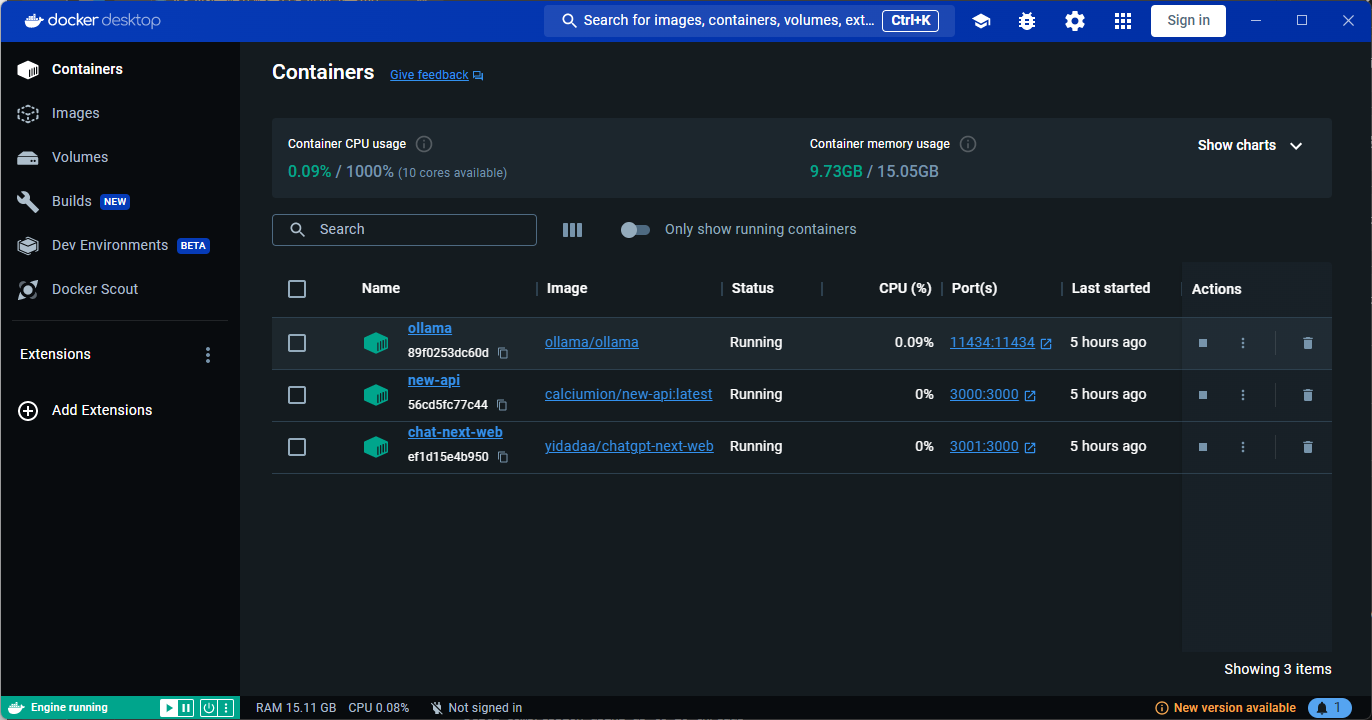 docker desktop
Search for images, containers, volumes, ext... Ctrl+K
Sign in
Containers
Images
Volumes
Builds NEW
Dev Environments BETA
Docker Scout
Extensions
Add Extensions
Containers Give feedback
Container CPU usage
0.09% / 1000% (10 cores available)
Container memory usage
9.73GB / 15.05GB
Show charts
Search
Only show running containers
Name Image Status CPU (%) Port(s) Last started Actions
ollama
89f0253dc60d
ollama/ollama Running 0.09% 11434:11434 5 hours ago
new-api
56cd5fc77c44
calciumion/new-api:latest Running 0% 3000:3000 5 hours ago
chat-next-web
ef1d15e4b950
yidadaa/chatgpt-next-web Running 0% 3001:3000 5 hours ago
Showing 3 items
Engine running
RAM 15.11 GB CPU 0.08% Not signed in
New version available 1